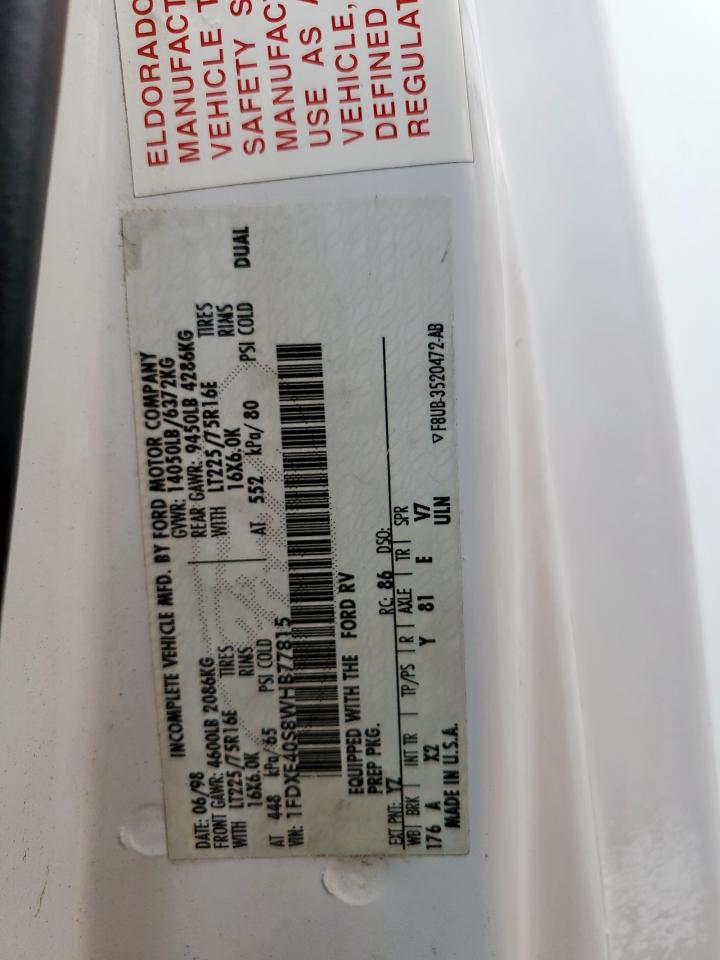 ELDORADO
MANUFACT
VEHICLE T
SAFETY S
MANUFAC
USE AS A
VEHICLE,
DEFINED
REGULAT
INCOMPLETE VEHICLE MFD. BY FORD MOTOR COMPANY
DATE: 06/98 GVWR: 14050LB/6372KG
FRONT GAWR: 4600LB 2086KG REAR GAWR: 9450LB 4286KG
WITH LT225/75R16E TIRES WITH LT225/75R16E TIRES
16X6.0K RIMS 16X6.0K RIMS
AT 448 kPa/65 PSI COLD AT 552 kPa/80 PSI COLD DUAL
VIN: 1FDXE40S8WHB77815
EQUIPPED WITH THE FORD RV
PREP PKG.
EXT PNT: YZ RC: 86 DSO:
WB BRK INT TR TP/PS R AXLE TR SPR
176 A X2 Y 81 E V7
MADE IN U.S.A. ULN
▽F8UB-3520472-AB